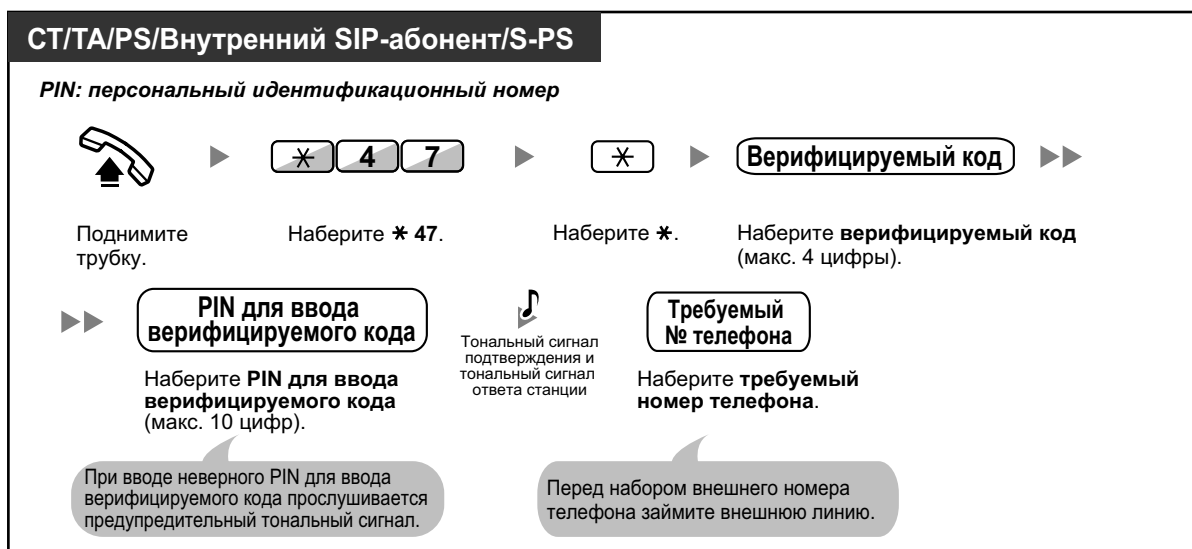 СТ/ТА/PS/Внутренний SIP-абонент/S-PS
PIN: персональный идентификационный номер
✱ 4 7
✱
Верифицируемый код
Поднимите
трубку.
Наберите ✱ 47.
Наберите ✱.
Наберите верифицируемый код
(макс. 4 цифры).
PIN для ввода
верифицируемого кода
Тональный сигнал
подтверждения и
тональный сигнал
ответа станции
Требуемый
№ телефона
Наберите PIN для ввода
верифицируемого кода
(макс. 10 цифр).
Наберите требуемый
номер телефона.
При вводе неверного PIN для ввода
верифицируемого кода прослушивается
предупредительный тональный сигнал.
Перед набором внешнего номера
телефона займите внешнюю линию.